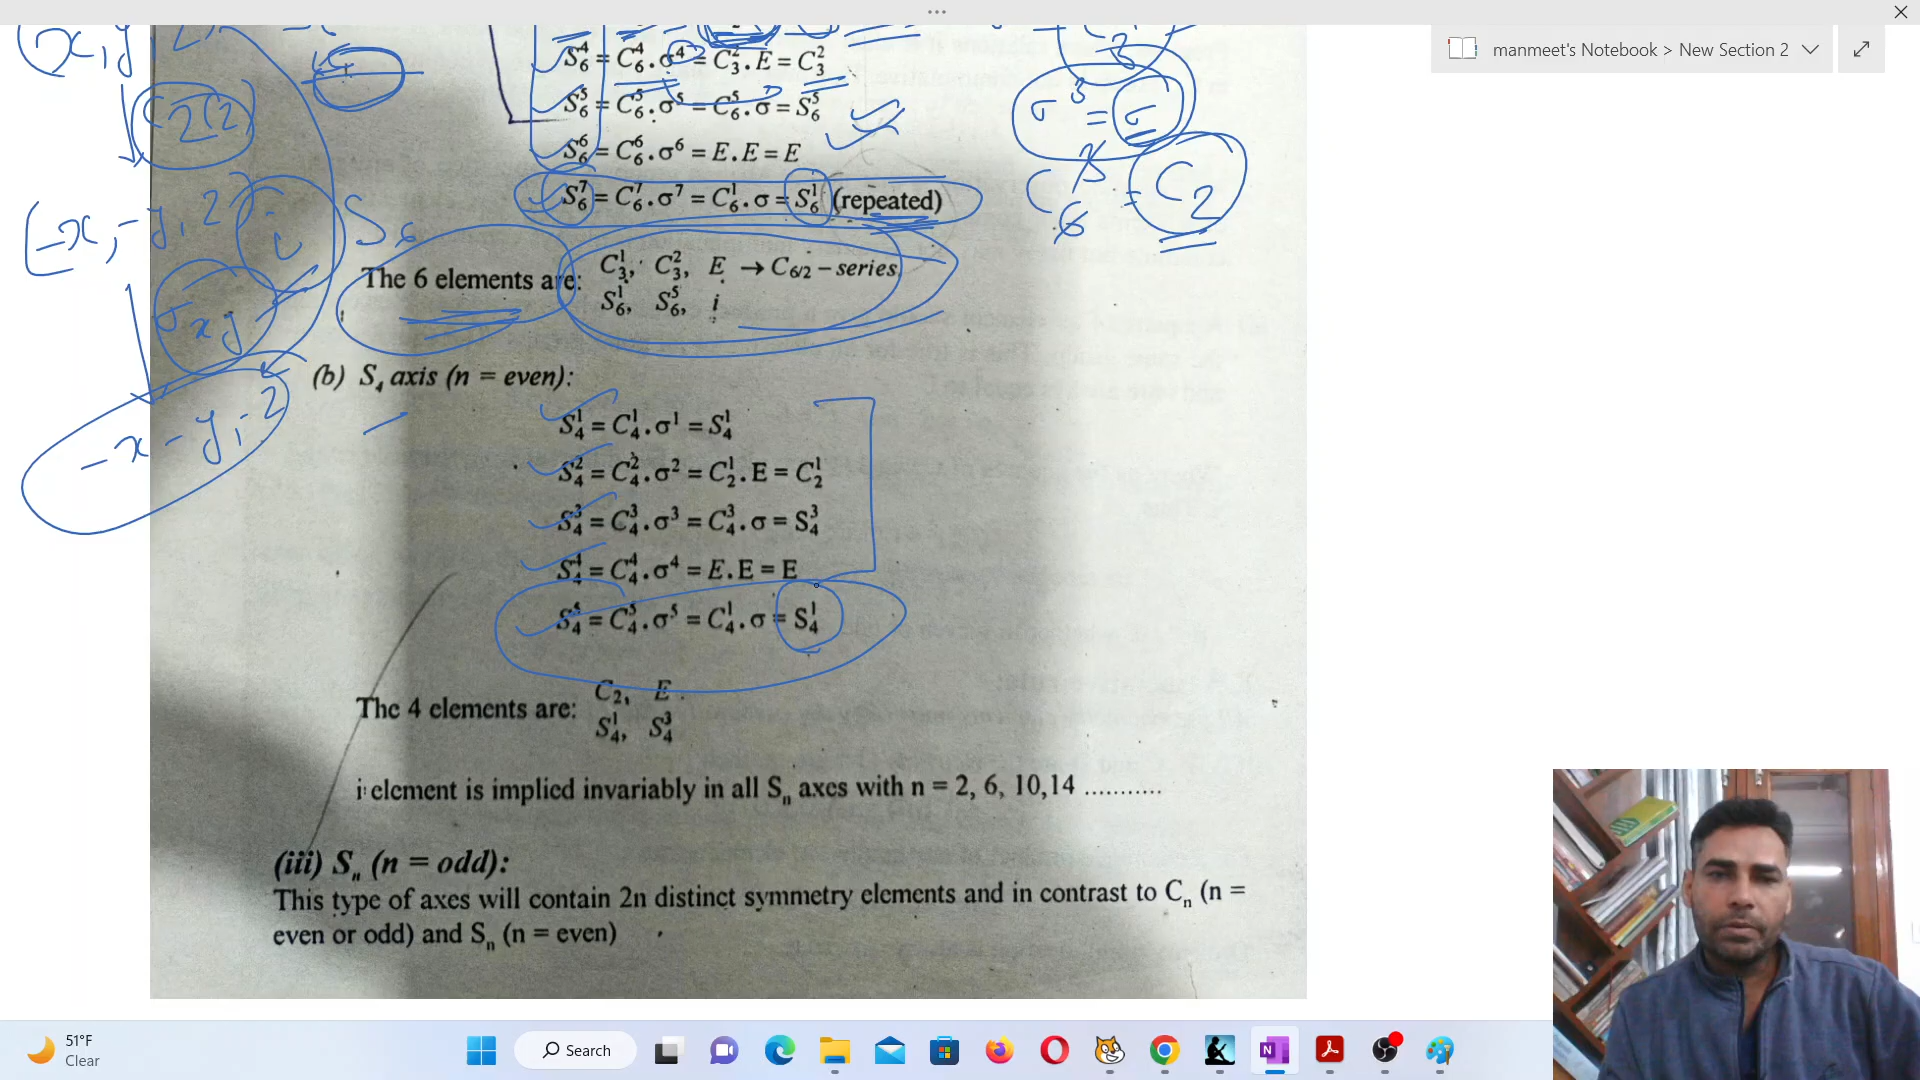 manmeet's Notebook > New Section 2
S₆⁴ = C₆⁴.σ⁴ = C₃².E = C₃²
S₆⁵ = C₆⁵.σ⁵ = C₆⁵.σ = S₆⁵
S₆⁶ = C₆⁶.σ⁶ = E.E = E
S₆⁷ = C₆⁷.σ⁷ = C₆¹.σ = S₆¹ (repeated)
C2(z)
(-x, -y, z)
i S₆
σxy
-x -y, -z
σ³ = σ
C₆³ = C₂
The 6 elements are: C₃¹, C₃², E → C₆/₂ – series
S₆¹, S₆⁵, i
(b) S₄ axis (n = even):
S₄¹ = C₄¹.σ¹ = S₄¹
S₄² = C₄².σ² = C₂¹.E = C₂¹
S₄³ = C₄³.σ³ = C₄³.σ = S₄³
S₄⁴ = C₄⁴.σ⁴ = E.E = E
S₄⁵ = C₄⁵.σ⁵ = C₄¹.σ = S₄¹
The 4 elements are: C₂, E
S₄¹, S₄³
i element is implied invariably in all Sₙ axes with n = 2, 6, 10,14 ...........
(iii) Sₙ (n = odd):
This type of axes will contain 2n distinct symmetry elements and in contrast to Cₙ (n =
even or odd) and Sₙ (n = even)
51°F
Clear
Search